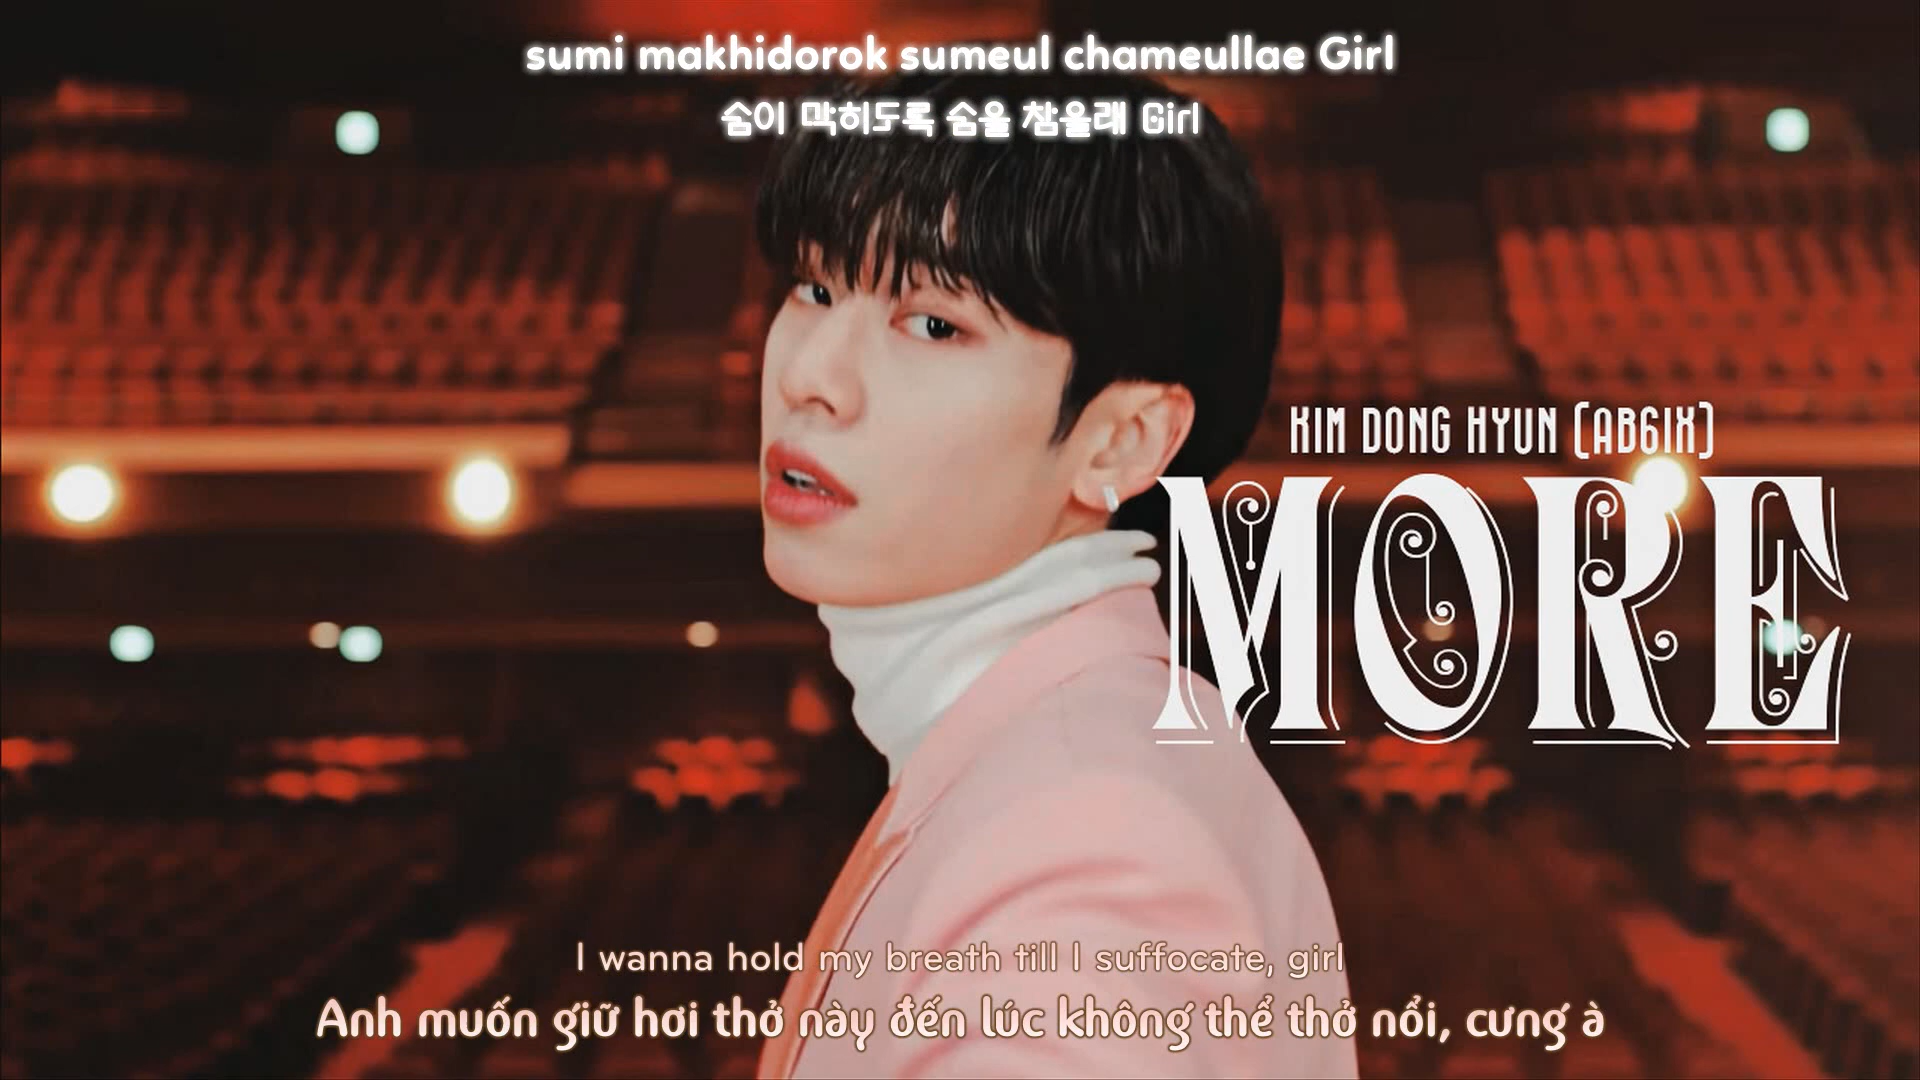 sumi makhidorok sumeul chameullae Girl
숨이 막히도록 숨을 참을래 Girl
KIM DONG HYUN (AB6IX)
MORE
I wanna hold my breath till I suffocate, girl
Anh muốn giữ hơi thở này đến lúc không thể thở nổi, cưng à